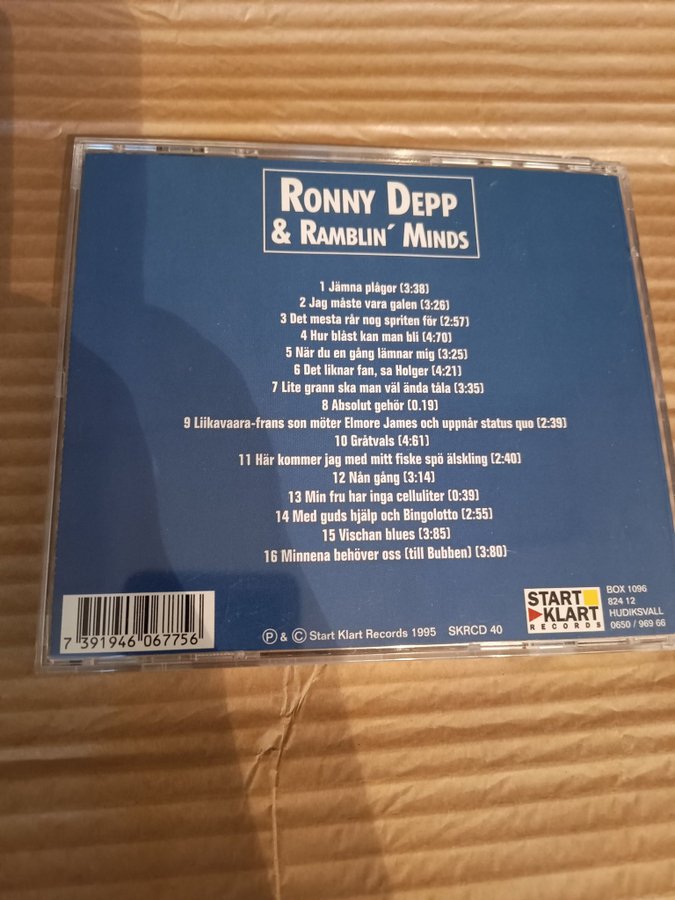 RONNY DEPP
& RAMBLIN´ MINDS
1 Jämna plågor (3:38)
2 Jag måste vara galen (3:26)
3 Det mesta rår nog spriten för (2:57)
4 Hur blåst kan man bli (4:70)
5 När du en gång lämnar mig (3:25)
6 Det liknar fan, sa Holger (4:21)
7 Lite grann ska man väl ända tåla (3:35)
8 Absolut gehör (0.19)
9 Liikavaara-frans son möter Elmore James och uppnår status quo (2:39)
10 Gråtvals (4:61)
11 Här kommer jag med mitt fiske spö älskling (2:40)
12 Nån gång (3:14)
13 Min fru har inga celluliter (0:39)
14 Med guds hjälp och Bingolotto (2:55)
15 Vischan blues (3:85)
16 Minnena behöver oss (till Bubben) (3:80)
7 391946 067756
Ⓟ & © Start Klart Records 1995 SKRCD 40
START
KLART
RECORDS
BOX 1096
824 12
HUDIKSVALL
0650 / 969 66